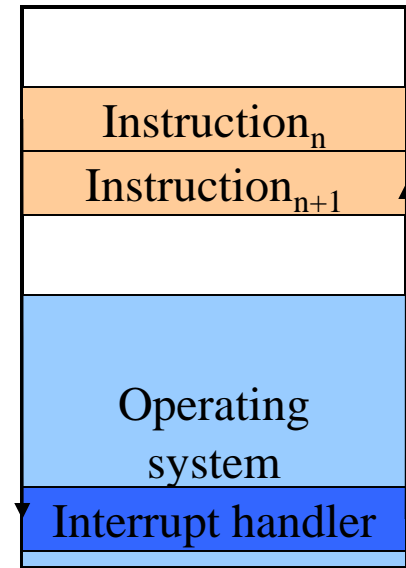 Instructionₙ
Instructionₙ₊₁
Operating
system
Interrupt handler